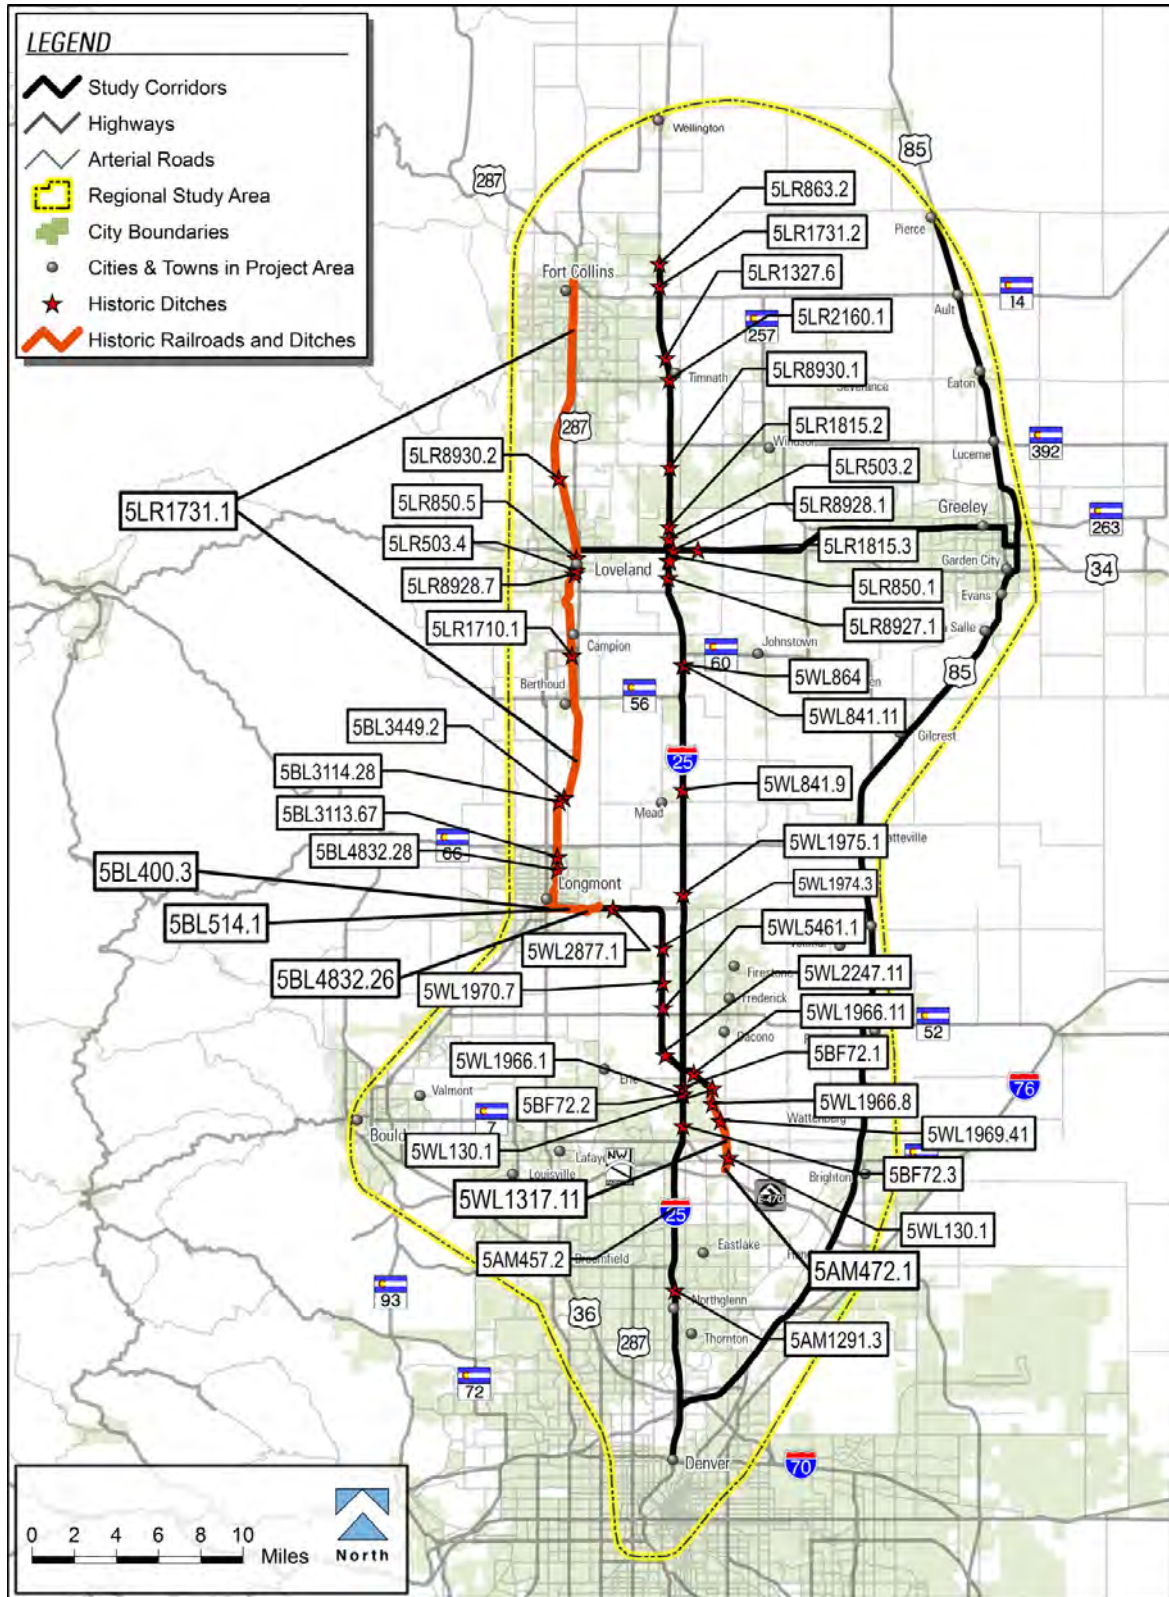 LEGEND
Study Corridors
Highways
Arterial Roads
Regional Study Area
City Boundaries
Cities & Towns in Project Area
Historic Ditches
Historic Railroads and Ditches
Wellington
85
287
5LR863.2
Pierce
5LR1731.2
5LR1327.6
Fort Collins
14
Ault
5LR2160.1
257
Timnath
5LR8930.1
Severance
Eaton
287
5LR1815.2
392
Lucerne
5LR8930.2
5LR503.2
5LR1731.1
5LR850.5
5LR8928.1
Greeley
263
5LR503.4
5LR1815.3
Loveland
Garden City
34
5LR8928.7
5LR850.1
Evans
5LR1710.1
5LR8927.1
Salle
Campion
60
Johnstown
85
5WL864
Berthoud
56
5BL3449.2
5WL841.11
Gilcrest
5BL3114.28
25
5WL841.9
5BL3113.67
Mead
5BL4832.28
66
5WL1975.1
atteville
5BL400.3
Longmont
5WL1974.3
5BL514.1
5WL5461.1
5WL2877.1
5BL4832.26
Firestone
5WL2247.11
5WL1970.7
Frederick
5WL1966.11
52
Dacono
5WL1966.1
5BF72.1
Erie
76
Valmont
5BF72.2
5WL1966.8
7
Wattenberg
Bould
5WL1969.41
5WL130.1
Lafaye
NW
Louisville
Brighton
5BF72.3
5WL1317.11
E-470
25
5WL130.1
5AM457.2
Broomfield
Eastlake
5AM472.1
93
36
Northglenn
287
Thornton
5AM1291.3
72
Denver
70
0 2 4 6 8 10
Miles
North